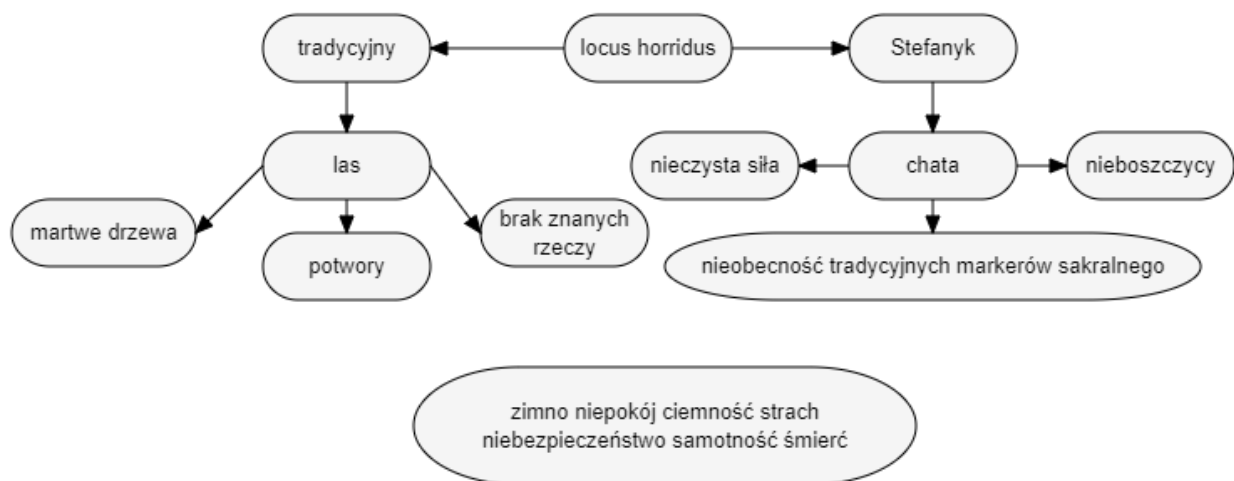 tradycyjny
locus horridus
Stefanyk
las
nieczysta siła
chata
nieboszczycy
martwe drzewa
potwory
brak znanych
rzeczy
nieobecność tradycyjnych markerów sakralnego
zimno niepokój ciemność strach
niebezpieczeństwo samotność śmierć